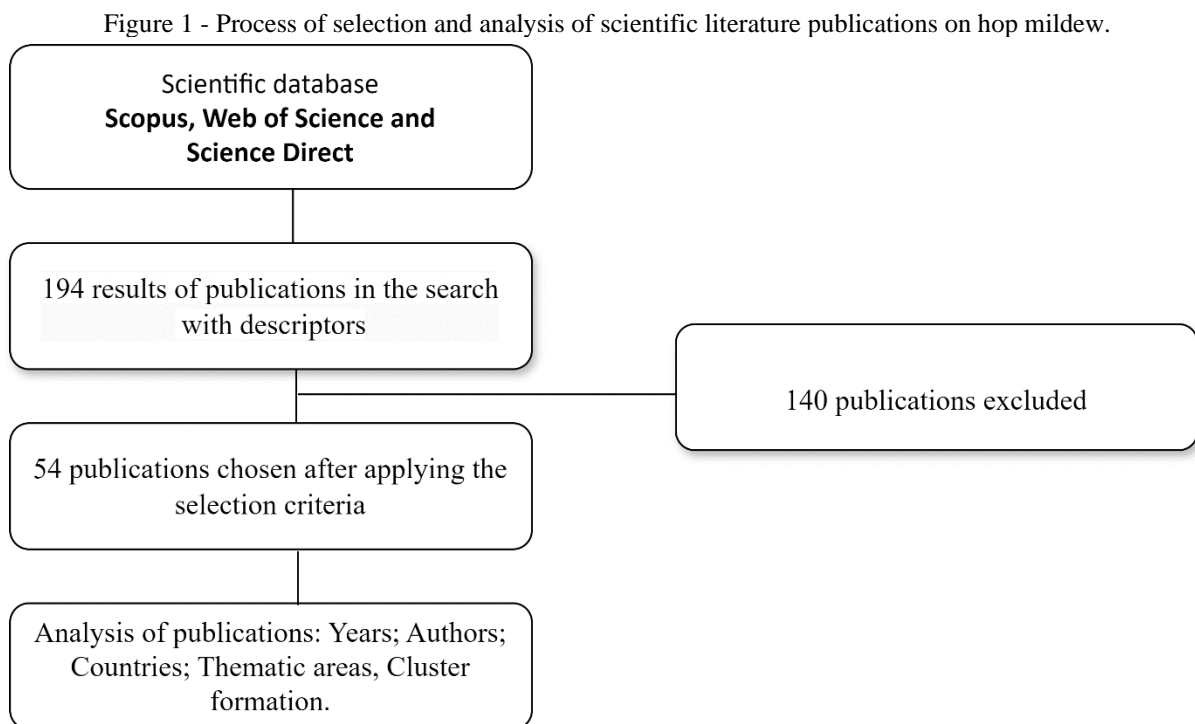 Figure 1 - Process of selection and analysis of scientific literature publications on hop mildew.
Scientific database
Scopus, Web of Science and
Science Direct
194 results of publications in the search
with descriptors
140 publications excluded
54 publications chosen after applying the
selection criteria
Analysis of publications: Years; Authors;
Countries; Thematic areas, Cluster
formation.